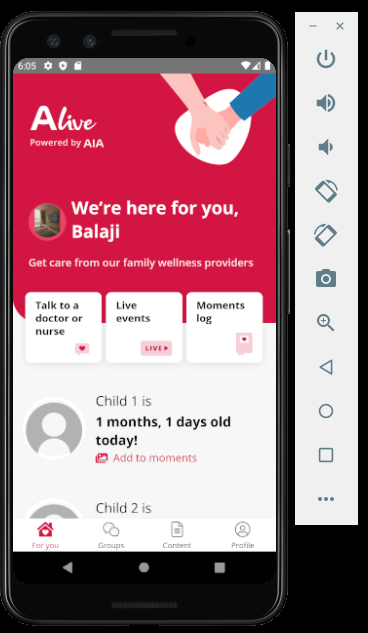 6:05
Alive
Powered by AIA
We're here for you,
Balaji
Get care from our family wellness providers
Talk to a
doctor or
nurse
Live
events
LIVE
Moments
log
Child 1 is
1 months, 1 days old
today!
Add to moments
Child 2 is
For you
Groups
Content
Profile